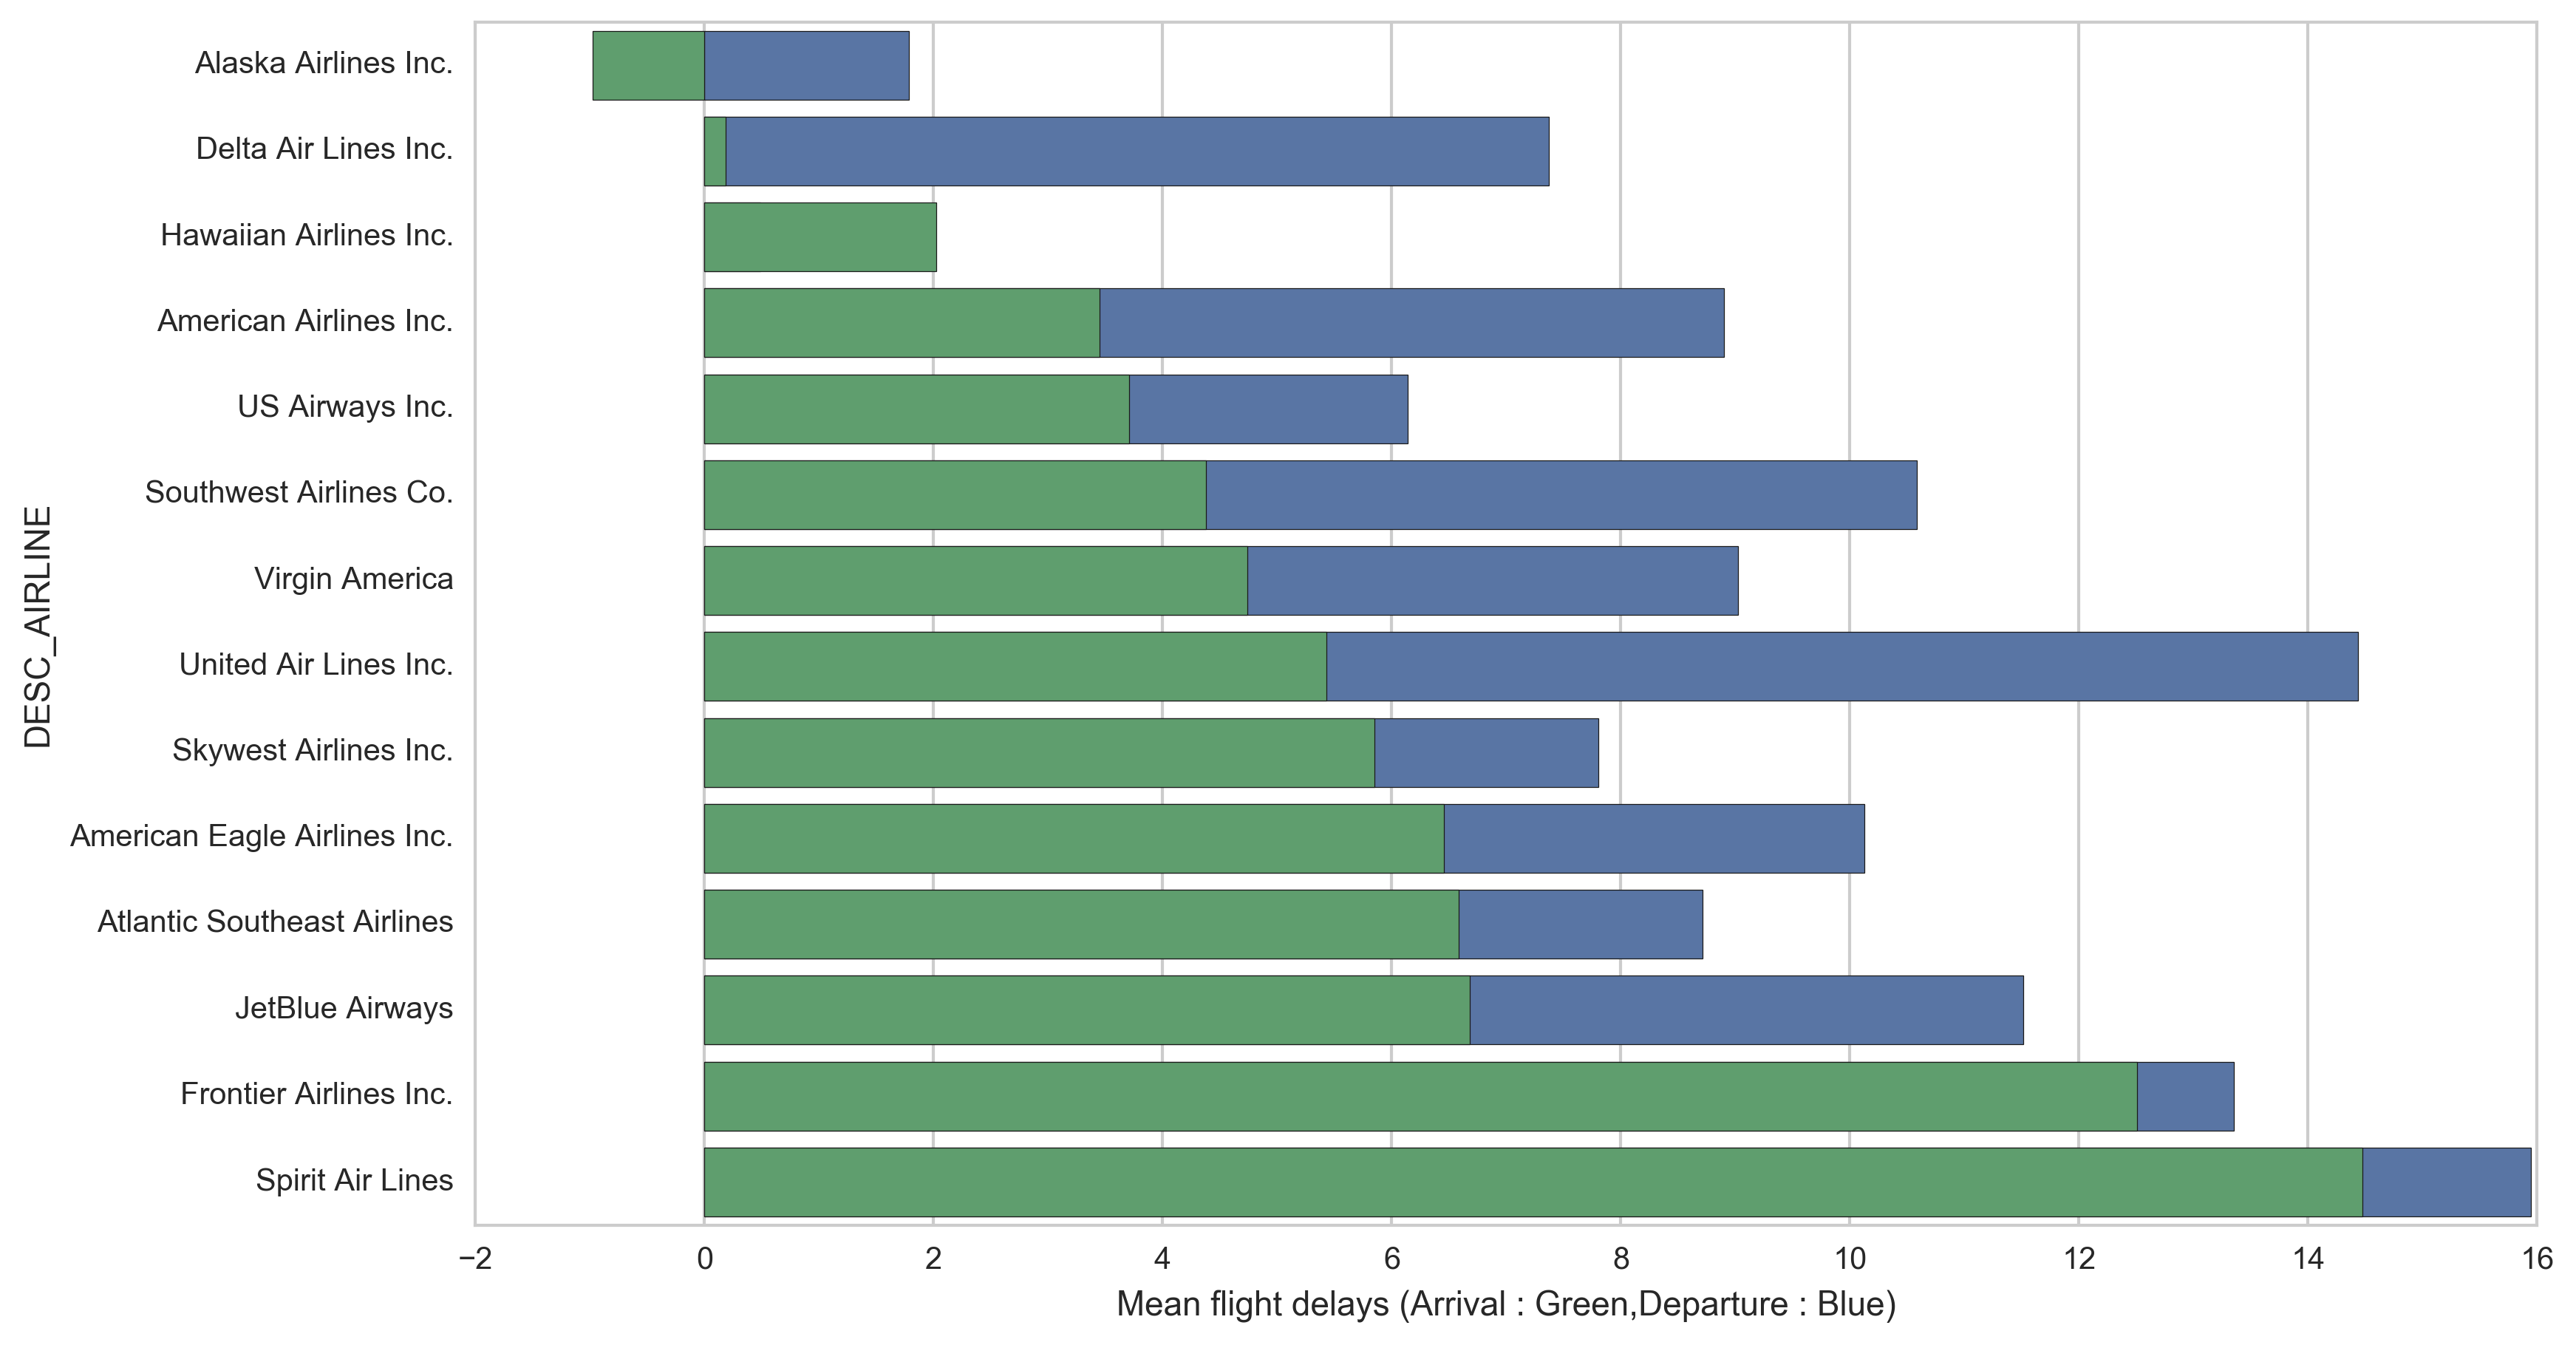 Alaska Airlines Inc.
Delta Air Lines Inc.
Hawaiian Airlines Inc.
American Airlines Inc.
US Airways Inc.
Southwest Airlines Co.
Virgin America
United Air Lines Inc.
Skywest Airlines Inc.
American Eagle Airlines Inc.
Atlantic Southeast Airlines
JetBlue Airways
Frontier Airlines Inc.
Spirit Air Lines
DESC_AIRLINE
−2 0 2 4 6 8 10 12 14 16
Mean flight delays (Arrival : Green,Departure : Blue)